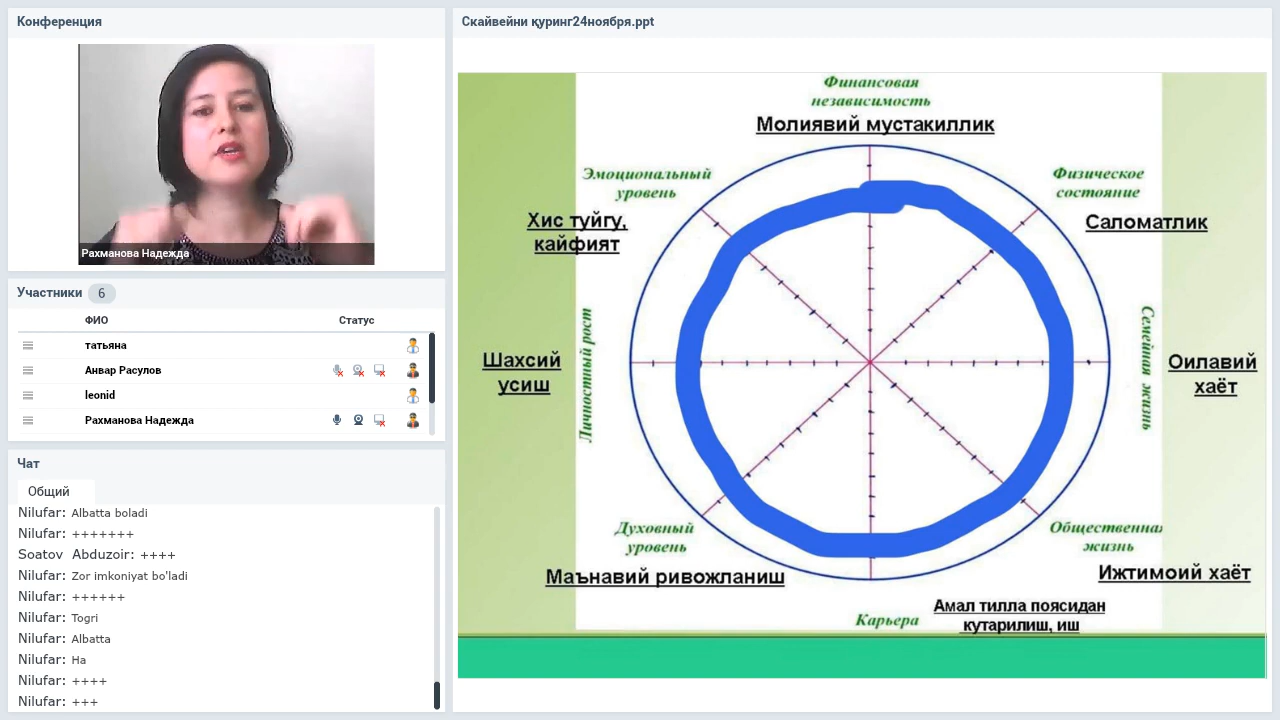 Конференция
Рахманова Надежда
Участники 6
ФИО Статус
татьяна
Анвар Расулов
leonid
Рахманова Надежда
Чат
Общий
Nilufar: Albatta boladi
Nilufar: +++++++
Soatov Abduzoir: ++++
Nilufar: Zor imkoniyat bo'ladi
Nilufar: ++++++
Nilufar: Togri
Nilufar: Albatta
Nilufar: Ha
Nilufar: ++++
Nilufar: +++
Скайвейни қуринг24ноября.ppt
Финансовая
независимость
Молиявий мустакиллик
Эмоциональный
уровень
Хис туйгу,
кайфият
Физическое
состояние
Саломатлик
Личностный рост
Шахсий
усиш
Семейная жизнь
Оилавий
хаёт
Духовный
уровень
Маънавий ривожланиш
Общественная
жизнь
Ижтимоий хаёт
Карьера
Амал тилла поясидан
кутарилиш, иш